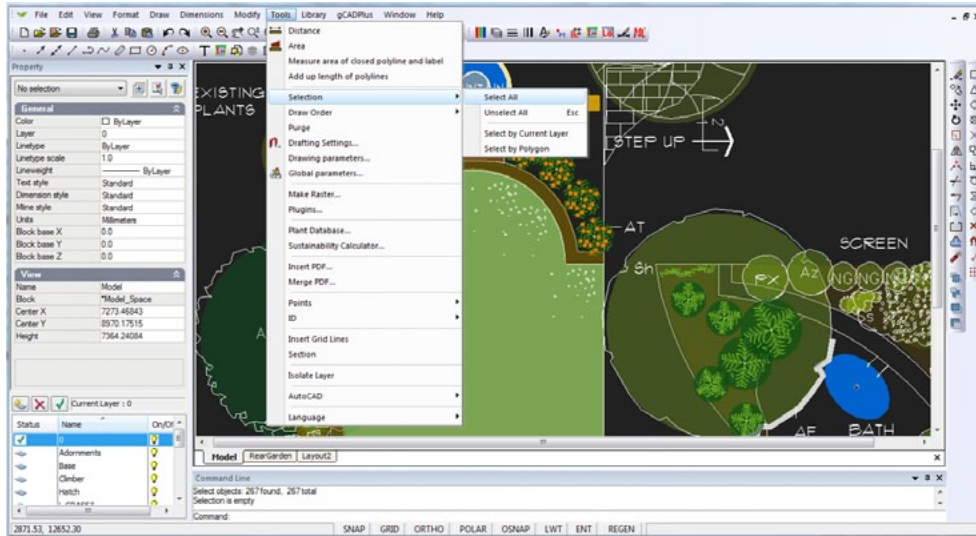 File Edit View Format Draw Dimensions Modify Tools Library gCADPlus Window Help
Property
No selection
General
Color ByLayer
Layer 0
Linetype ByLayer
Linetype scale 1.0
Lineweight ByLayer
Text style Standard
Dimension style Standard
Mline style Standard
Units Millimeters
Block base X 0.0
Block base Y 0.0
Block base Z 0.0
View
Name Model
Block *Model_Space
Center X 7273.46843
Center Y 8970.17515
Height 7364.24084
Current Layer : 0
Status Name On/Of
0
Adornments
Base
Climber
Hatch
Distance
Area
Measure area of closed polyline and label
Add up length of polylines
Selection
Draw Order
Purge
Drafting Settings...
Drawing parameters...
Global parameters...
Make Raster...
Plugins...
Plant Database...
Sustainability Calculator...
Insert PDF...
Merge PDF...
Points
ID
Insert Grid Lines
Section
Isolate Layer
AutoCAD
Language
Select All
Unselect All Esc
Select by Current Layer
Select by Polygon
EXISTING
PLANTS
STEP UP
AT
Sh
SCREEN
PX
Az
BATH
Model RearGarden Layout2
Command Line
Select objects: 267 found, 267 total
Selection is empty
Command:
2871.53, 12652.30 SNAP GRID ORTHO POLAR OSNAP LWT ENT REGEN